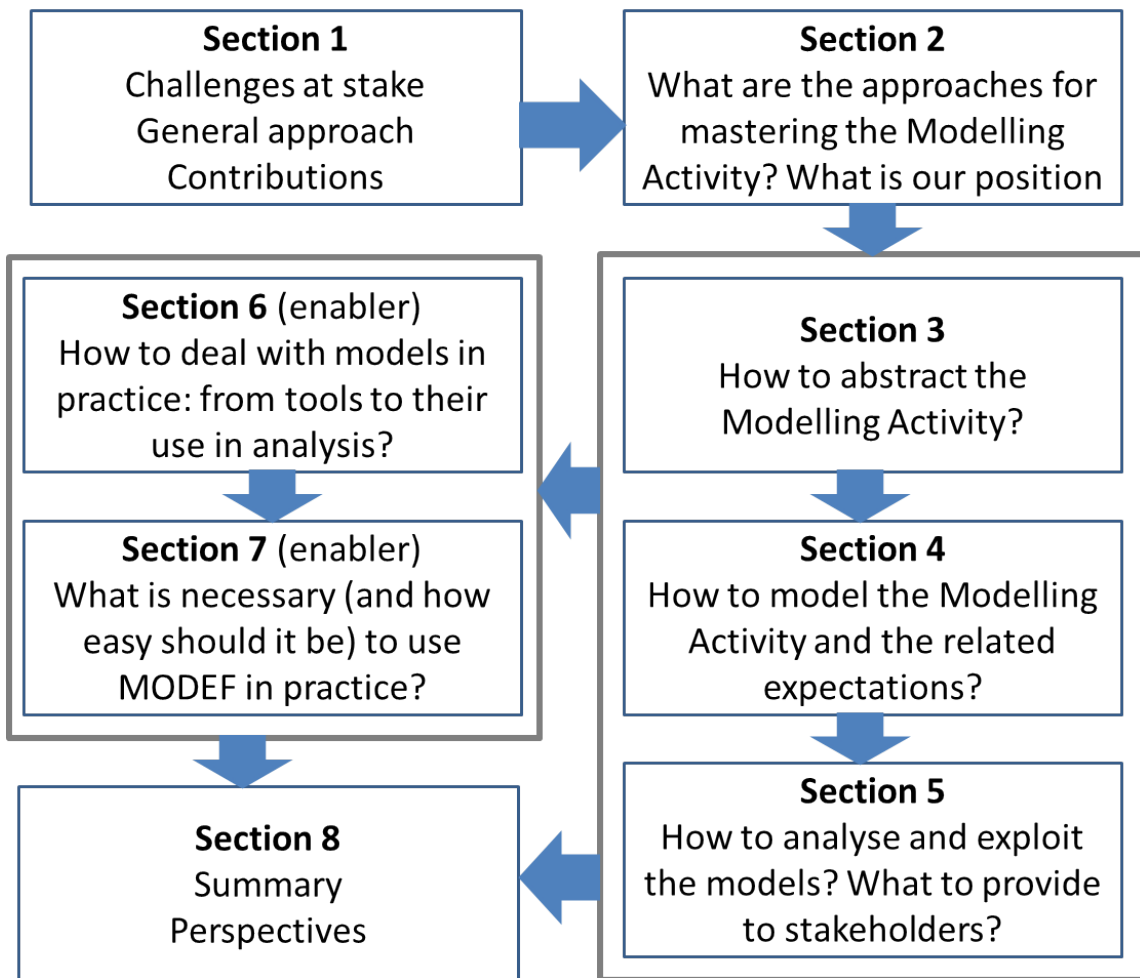 Section 1
Challenges at stake
General approach
Contributions
Section 2
What are the approaches for
mastering the Modelling
Activity? What is our position
Section 3
How to abstract the
Modelling Activity?
Section 4
How to model the Modelling
Activity and the related
expectations?
Section 5
How to analyse and exploit
the models? What to provide
to stakeholders?
Section 6 (enabler)
How to deal with models in
practice: from tools to their
use in analysis?
Section 7 (enabler)
What is necessary (and how
easy should it be) to use
MODEF in practice?
Section 8
Summary
Perspectives